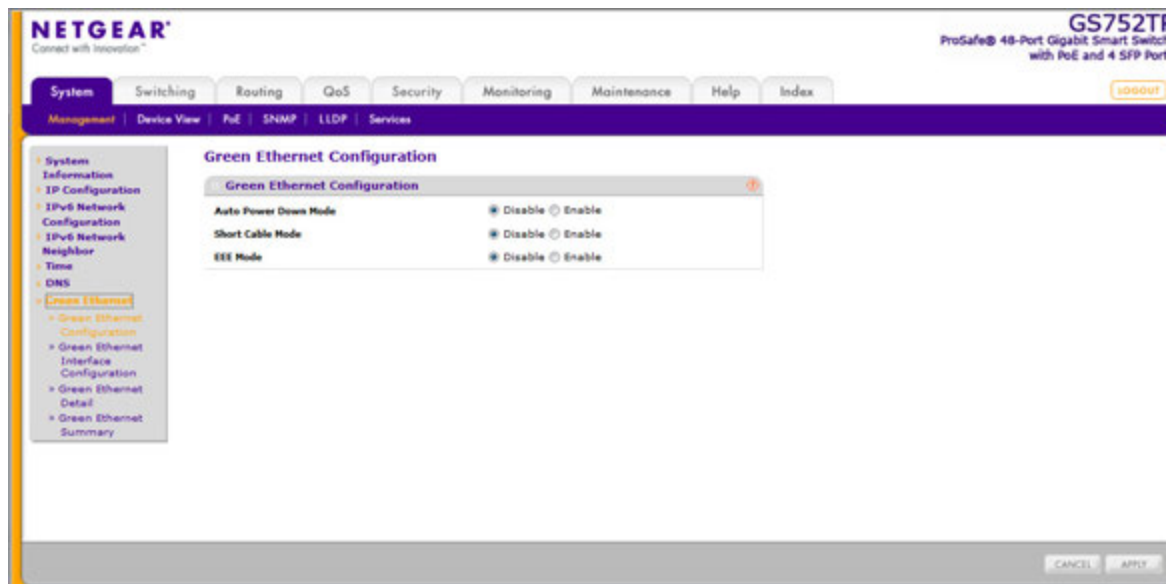 NETGEAR®
Connect with Innovation™
GS752TP
ProSafe® 48-Port Gigabit Smart Switch
with PoE and 4 SFP Port
System
Switching
Routing
QoS
Security
Monitoring
Maintenance
Help
Index
LOGOUT
Management
Device View
PoE
SNMP
LLDP
Services
System
Information
IP Configuration
IPv6 Network
Configuration
IPv6 Network
Neighbor
Time
DNS
Green Ethernet
» Green Ethernet
Configuration
» Green Ethernet
Interface
Configuration
» Green Ethernet
Detail
» Green Ethernet
Summary
Green Ethernet Configuration
Green Ethernet Configuration
?
Auto Power Down Mode
Disable Enable
Short Cable Mode
Disable Enable
EEE Mode
Disable Enable
CANCEL
APPLY